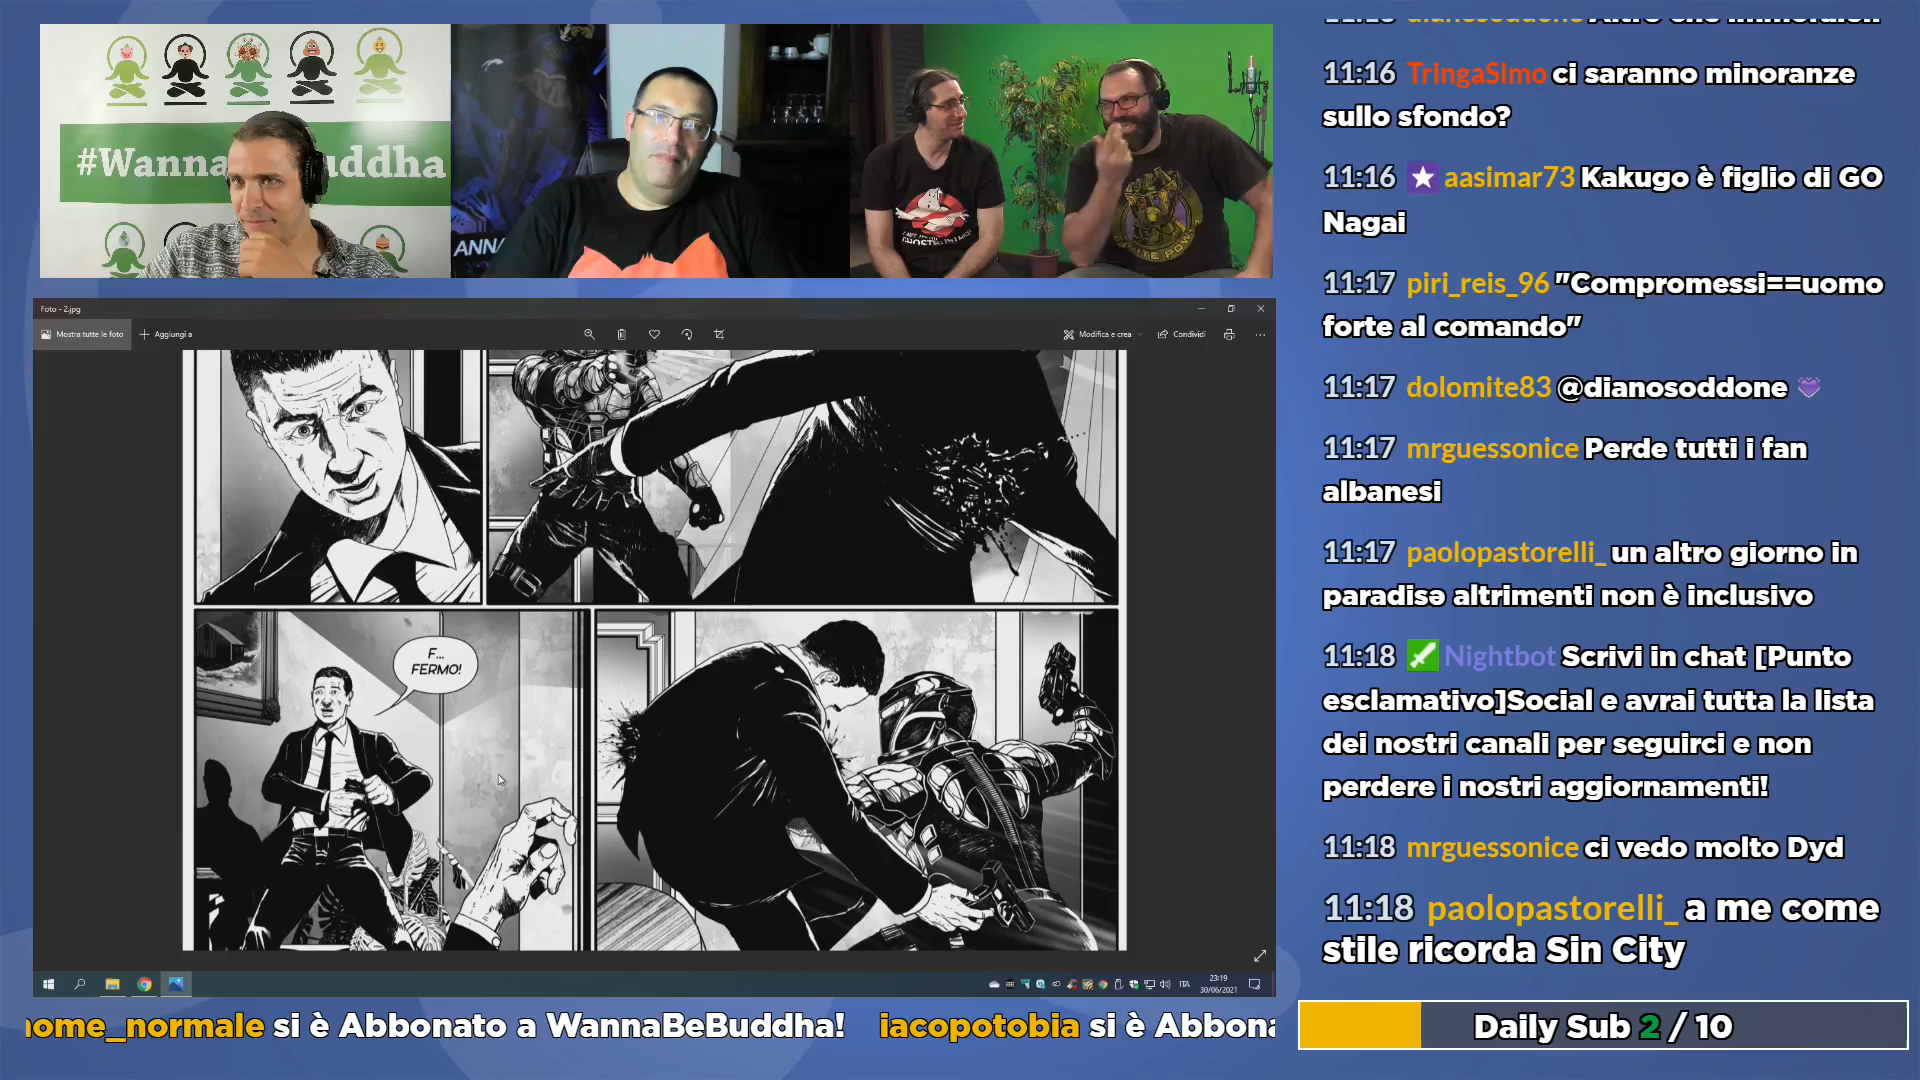 #Wanna
uddha
ANN/
Foto - 2.jpg
Mostra tutte le foto
Aggiungi a
Modifica e crea
Condividi
F...
FERMO!
23:19
ITA
30/06/2021
11:16 TringaSimo ci saranno minoranze
sullo sfondo?
11:16 aasimar73 Kakugo è figlio di GO
Nagai
11:17 piri_reis_96 "Compromessi==uomo
forte al comando"
11:17 dolomite83 @dianosoddone
11:17 mrguessonice Perde tutti i fan
albanesi
11:17 paolopastorelli_ un altro giorno in
paradisə altrimenti non è inclusivo
11:18 Nightbot Scrivi in chat [Punto
esclamativo]Social e avrai tutta la lista
dei nostri canali per seguirci e non
perdere i nostri aggiornamenti!
11:18 mrguessonice ci vedo molto Dyd
11:18 paolopastorelli_ a me come
stile ricorda Sin City
nome_normale si è Abbonato a WannaBeBuddha! iacopotobia si è Abbona
Daily Sub 2 / 10